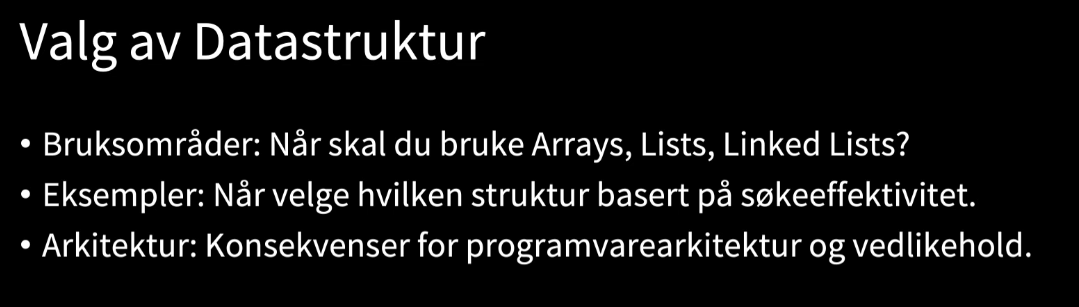 Valg av Datastruktur
• Bruksområder: Når skal du bruke Arrays, Lists, Linked Lists?
• Eksempler: Når velge hvilken struktur basert på søkeeffektivitet.
• Arkitektur: Konsekvenser for programvarearkitektur og vedlikehold.